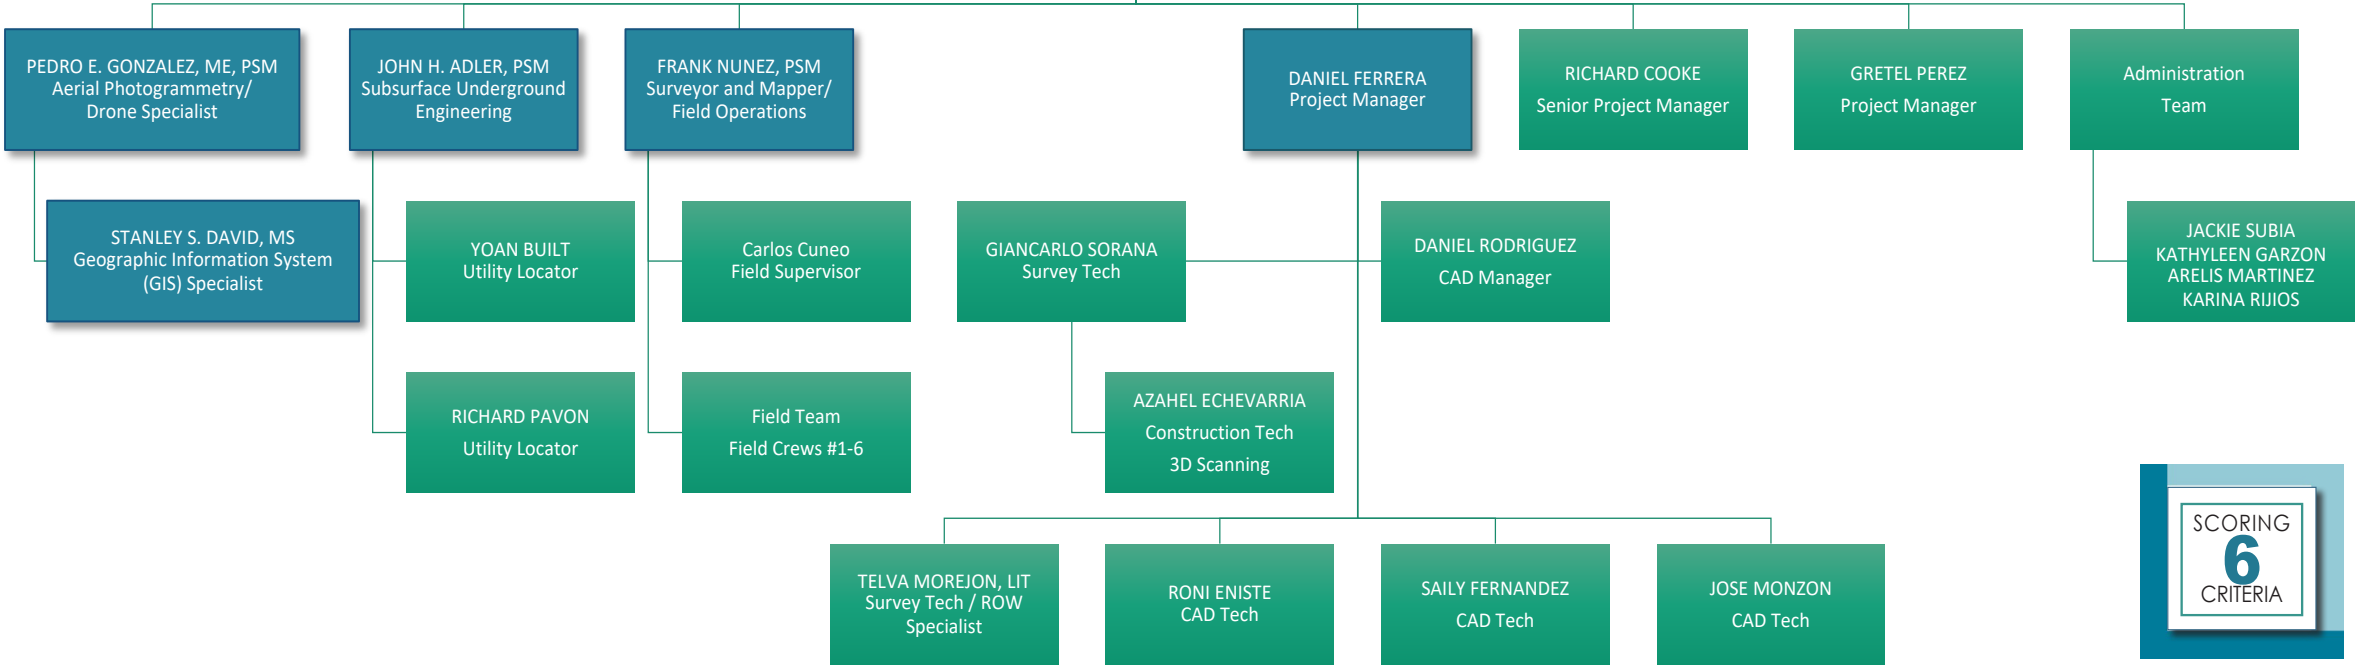 PEDRO E. GONZALEZ, ME, PSM
Aerial Photogrammetry/
Drone Specialist
JOHN H. ADLER, PSM
Subsurface Underground
Engineering
FRANK NUNEZ, PSM
Surveyor and Mapper/
Field Operations
DANIEL FERRERA
Project Manager
RICHARD COOKE
Senior Project Manager
GRETEL PEREZ
Project Manager
Administration
Team
STANLEY S. DAVID, MS
Geographic Information System
(GIS) Specialist
YOAN BUILT
Utility Locator
Carlos Cuneo
Field Supervisor
GIANCARLO SORANA
Survey Tech
DANIEL RODRIGUEZ
CAD Manager
JACKIE SUBIA
KATHYLEEN GARZON
ARELIS MARTINEZ
KARINA RIJIOS
RICHARD PAVON
Utility Locator
Field Team
Field Crews #1-6
AZAHEL ECHEVARRIA
Construction Tech
3D Scanning
TELVA MOREJON, LIT
Survey Tech / ROW
Specialist
RONI ENISTE
CAD Tech
SAILY FERNANDEZ
CAD Tech
JOSE MONZON
CAD Tech
SCORING
6
CRITERIA